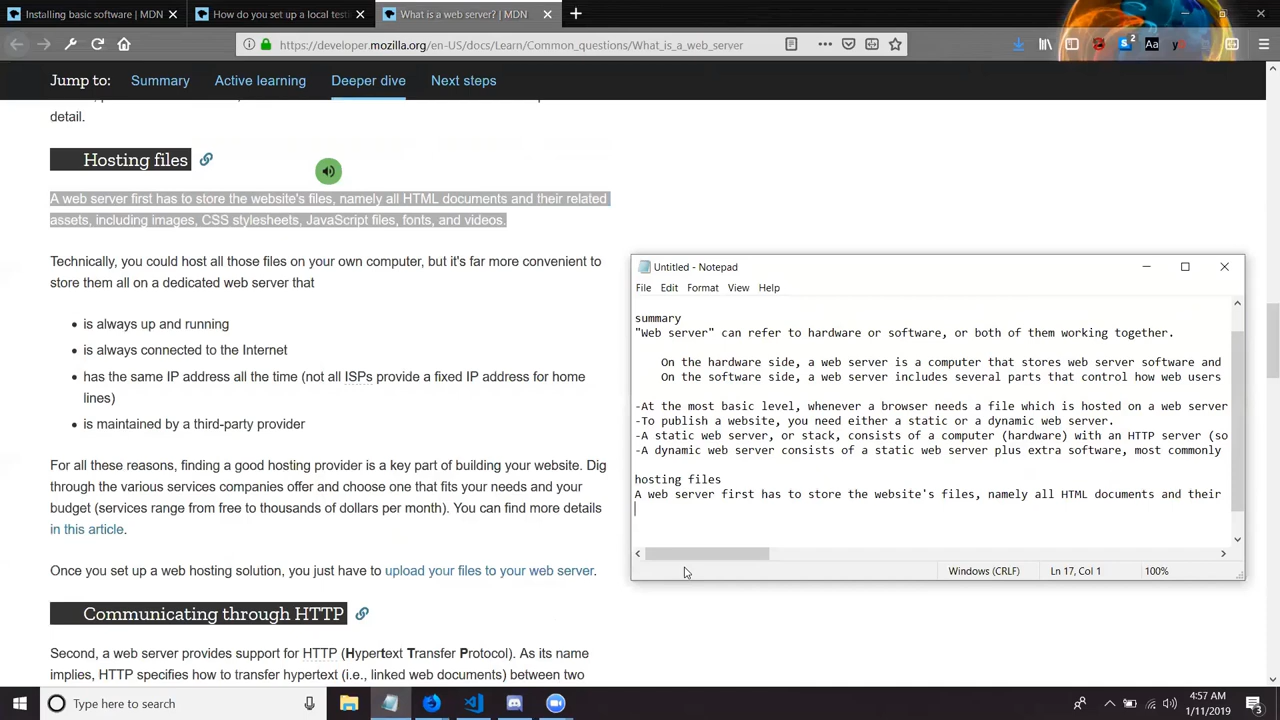 Installing basic software | MDN
How do you set up a local testi
What is a web server? | MDN
https://developer.mozilla.org/en-US/docs/Learn/Common_questions/What_is_a_web_server
2
Aa
Jump to: Summary Active learning Deeper dive Next steps
detail.
Hosting files
A web server first has to store the website's files, namely all HTML documents and their related
assets, including images, CSS stylesheets, JavaScript files, fonts, and videos.
Technically, you could host all those files on your own computer, but it's far more convenient to
store them all on a dedicated web server that
is always up and running
is always connected to the Internet
has the same IP address all the time (not all ISPs provide a fixed IP address for home
lines)
is maintained by a third-party provider
For all these reasons, finding a good hosting provider is a key part of building your website. Dig
through the various services companies offer and choose one that fits your needs and your
budget (services range from free to thousands of dollars per month). You can find more details
in this article.
Once you set up a web hosting solution, you just have to upload your files to your web server.
Communicating through HTTP
Second, a web server provides support for HTTP (Hypertext Transfer Protocol). As its name
implies, HTTP specifies how to transfer hypertext (i.e., linked web documents) between two
Untitled - Notepad
File Edit Format View Help
summary
"Web server" can refer to hardware or software, or both of them working together.
On the hardware side, a web server is a computer that stores web server software and
On the software side, a web server includes several parts that control how web users
-At the most basic level, whenever a browser needs a file which is hosted on a web server
-To publish a website, you need either a static or a dynamic web server.
-A static web server, or stack, consists of a computer (hardware) with an HTTP server (so
-A dynamic web server consists of a static web server plus extra software, most commonly
hosting files
A web server first has to store the website's files, namely all HTML documents and their
Windows (CRLF) Ln 17, Col 1 100%
Type here to search
4:57 AM
1/11/2019
3